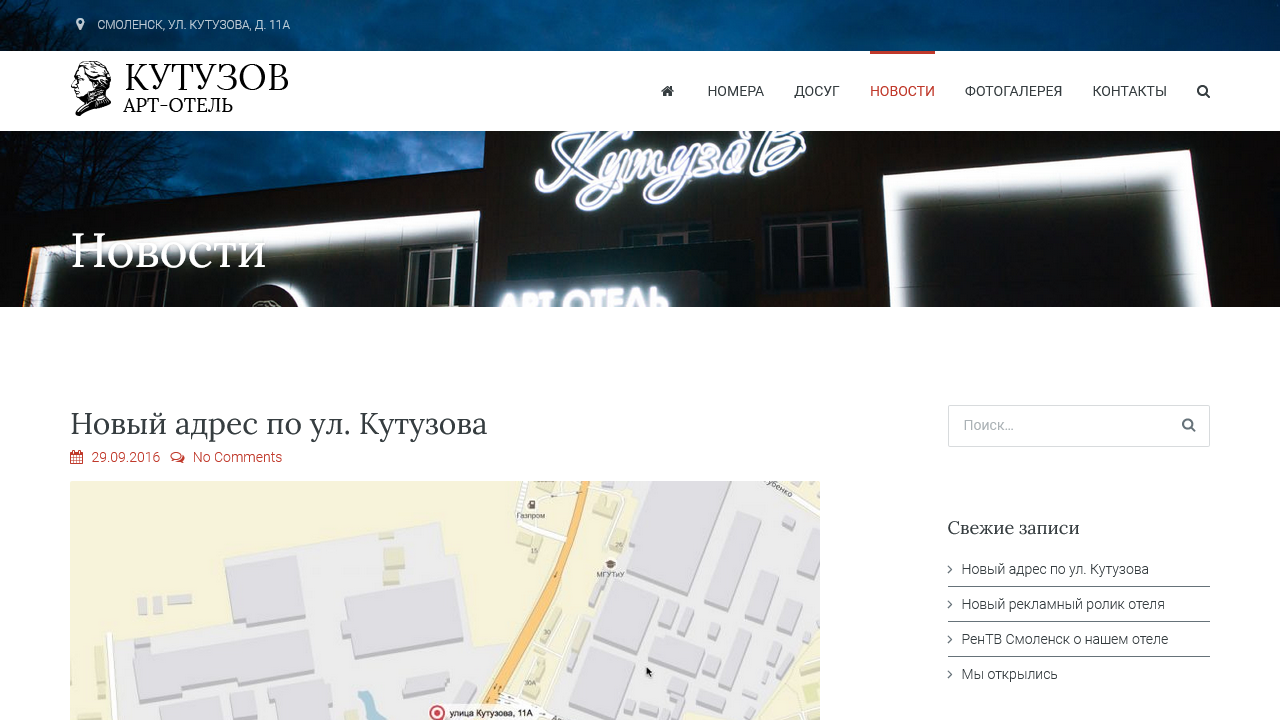 СМОЛЕНСК, УЛ. КУТУЗОВА, Д. 11А
КУТУЗОВ
АРТ-ОТЕЛЬ
НОМЕРА ДОСУГ НОВОСТИ ФОТОГАЛЕРЕЯ КОНТАКТЫ
КутузоВ
Новости
АРТ ОТЕЛЬ
Новый адрес по ул. Кутузова
29.09.2016 No Comments
Газпром
15
26
МГУТиУ
30
30А
улица Кутузова, 11А
Поиск...
Свежие записи
Новый адрес по ул. Кутузова
Новый рекламный ролик отеля
РенТВ Смоленск о нашем отеле
Мы открылись